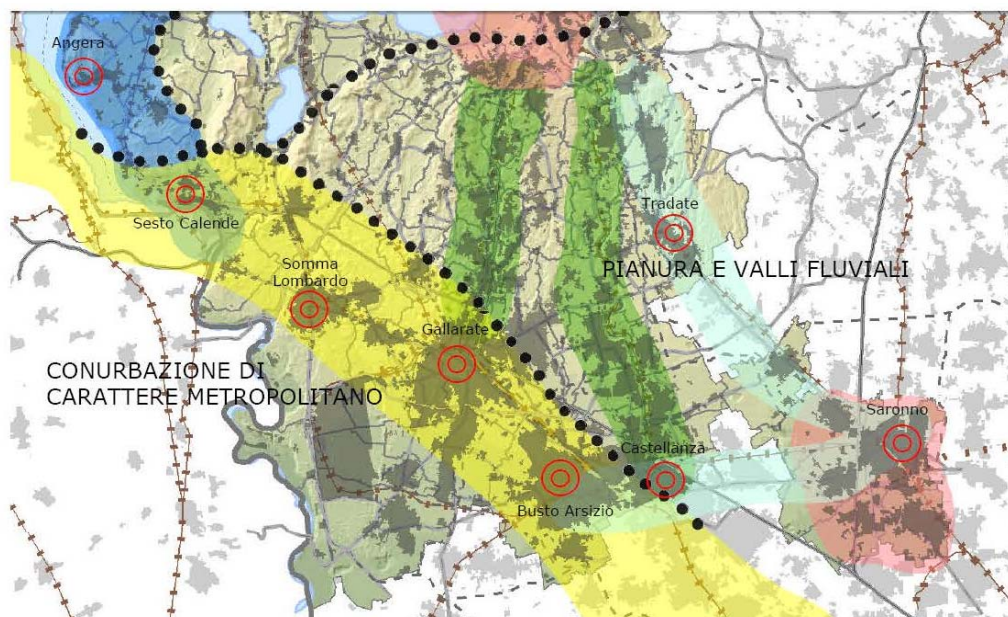 Angera
Sesto Calende
Tradate
Somma
Lombardo
PIANURA E VALLI FLUVIALI
Gallarate
CONURBAZIONE DI
CARATTERE METROPOLITANO
Saronno
Castellanza
Busto Arsizio